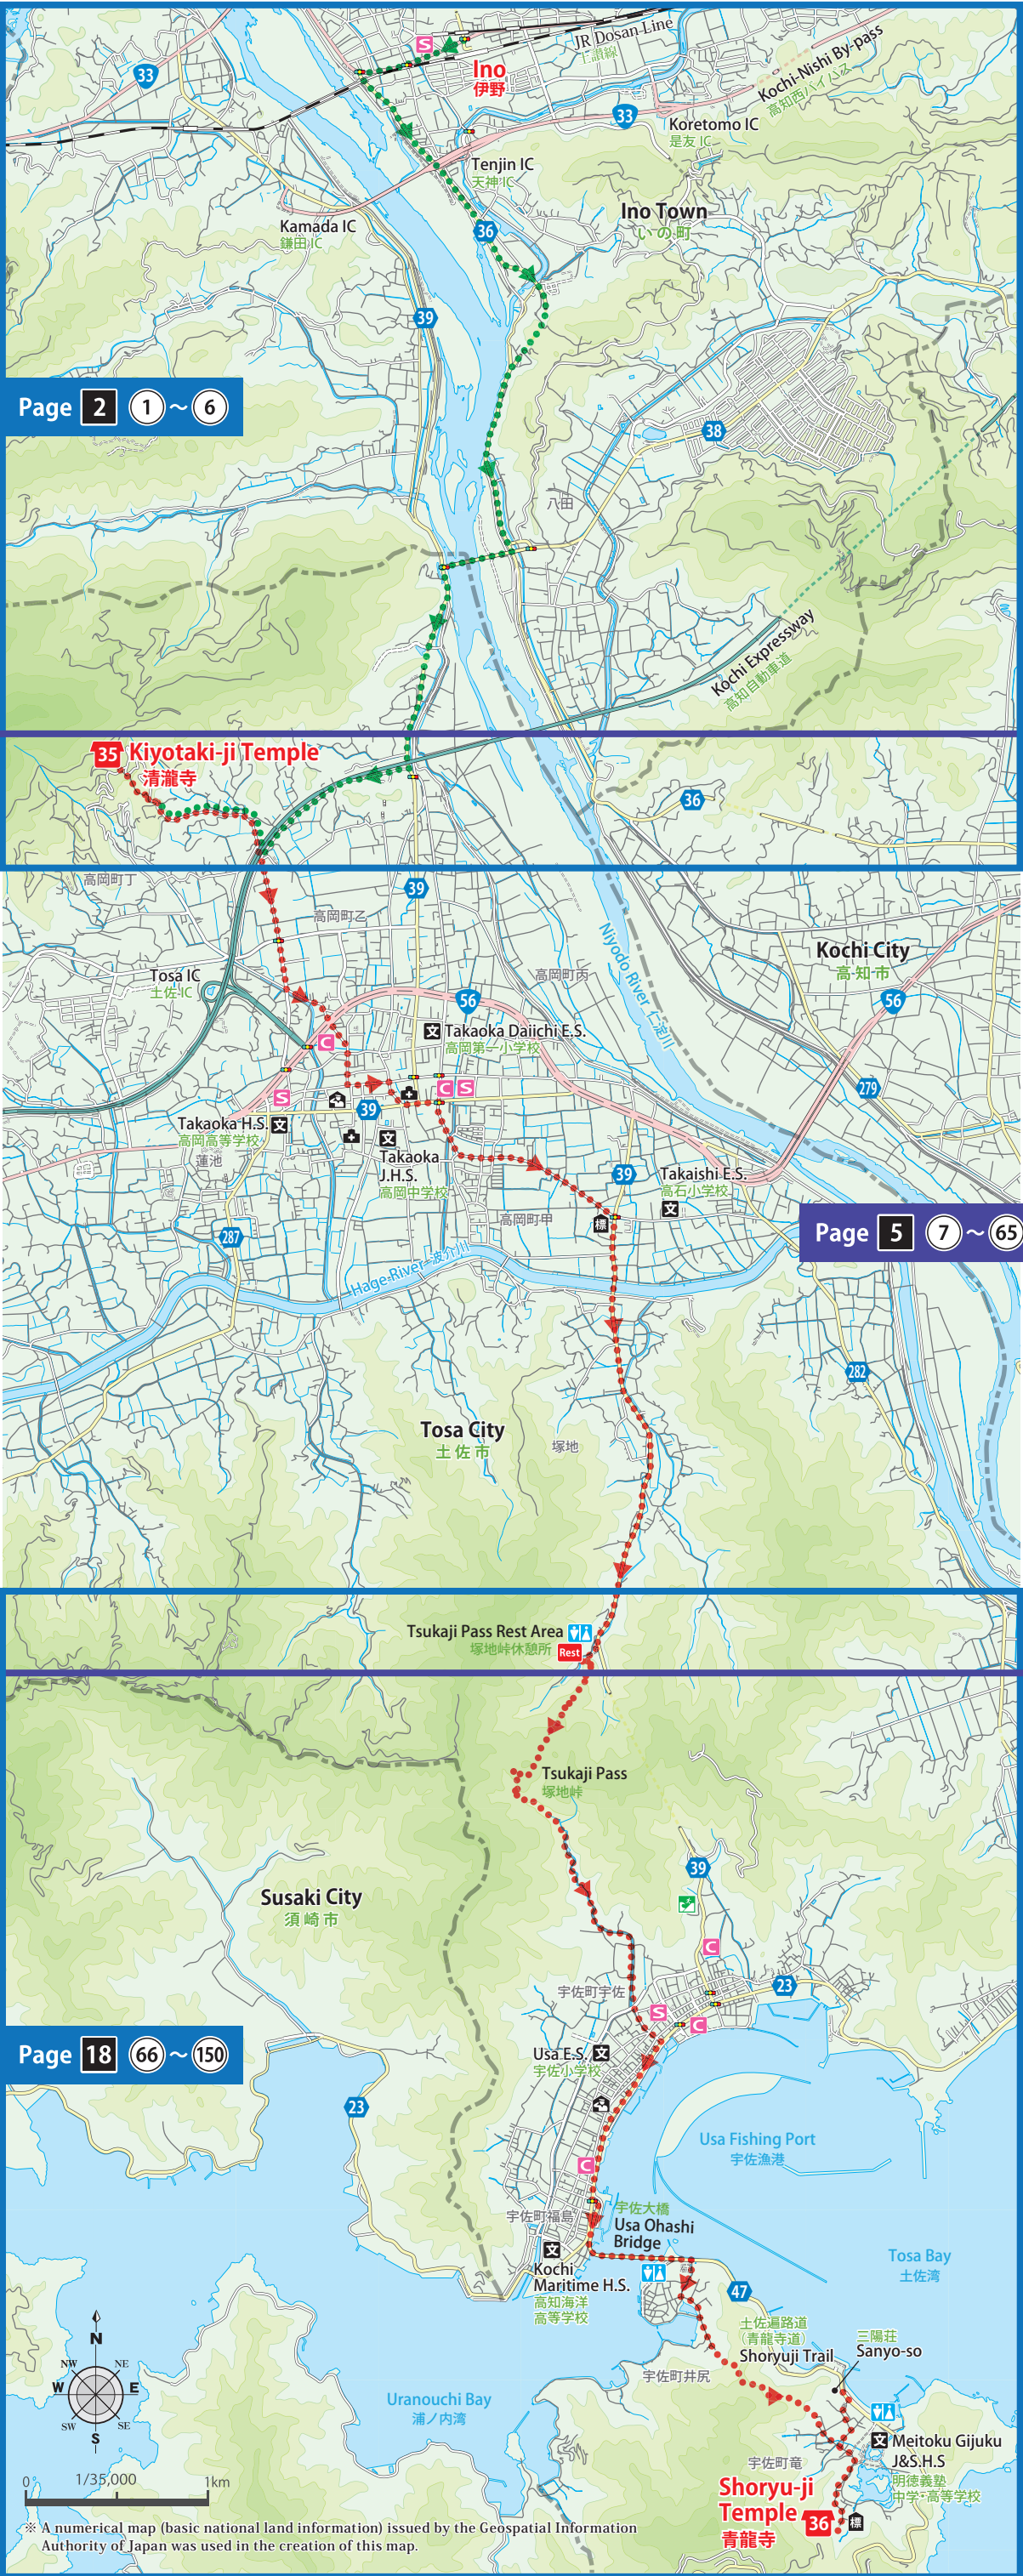 JR Dosan Line
土讃線
S
33
Ino
伊野
Kochi-Nishi By-pass
高知西バイパス
33
Koretomo IC
是友 IC
Tenjin IC
天神 IC
Ino Town
いの町
36
Kamada IC
鎌田 IC
39
Page 2 1~6
38
八田
Kochi Expressway
高知自動車道
35 Kiyotaki-ji Temple
清瀧寺
36
高岡町丁
39
高岡町乙
Niyodo River 仁淀川
Kochi City
高知市
Tosa IC
土佐 IC
高岡町丙
56
56
C
文 Takaoka Daiichi E.S.
高岡第一小学校
279
S
C S
39
Takaoka H.S. 文
高岡高等学校
文
Takaoka
J.H.S.
高岡中学校
蓮池
39
Takaishi E.S.
高石小学校
文
高岡町甲
標
287
Page 5 7~65
Hage River 波介川
282
Tosa City
土佐市
塚地
Tsukaji Pass Rest Area
塚地峠休憩所
Rest
Tsukaji Pass
塚地峠
39
Susaki City
須崎市
C
23
宇佐町宇佐
S
C
Page 18 66~150
Usa E.S. 文
宇佐小学校
23
Usa Fishing Port
宇佐漁港
C
宇佐大橋
Usa Ohashi
Bridge
宇佐町福島
文
Kochi
Maritime H.S.
高知海洋
高等学校
Tosa Bay
土佐湾
47
土佐遍路道
(青龍寺道)
Shoryuji Trail
三陽荘
Sanyo-so
宇佐町井尻
N
NW NE
W E
SW SE
S
Uranouchi Bay
浦ノ内湾
文 Meitoku Gijuku
J&S.H.S
明徳義塾
中学・高等学校
宇佐町竜
Shoryu-ji
Temple 36
青龍寺
標
0 1/35,000 1km
※ A numerical map (basic national land information) issued by the Geospatial Information
Authority of Japan was used in the creation of this map.